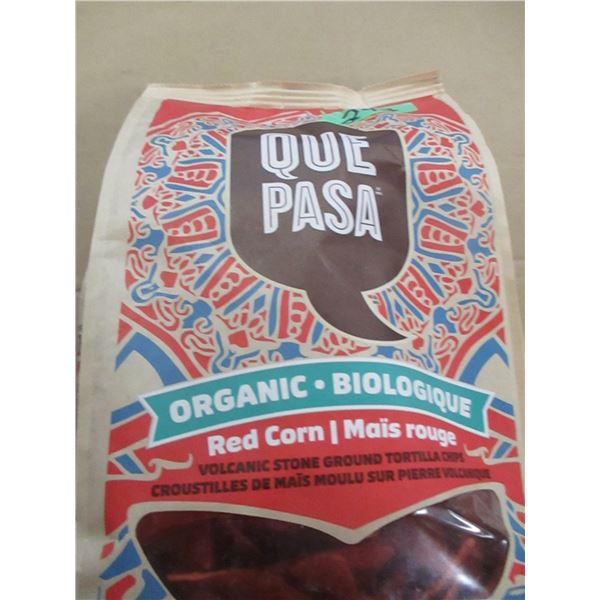 QUE
PASA
ORGANIC • BIOLOGIQUE
Red Corn | Maïs rouge
VOLCANIC STONE GROUND TORTILLA CHIPS
CROUSTILLES DE MAÏS MOULU SUR PIERRE VOLCANIQUE